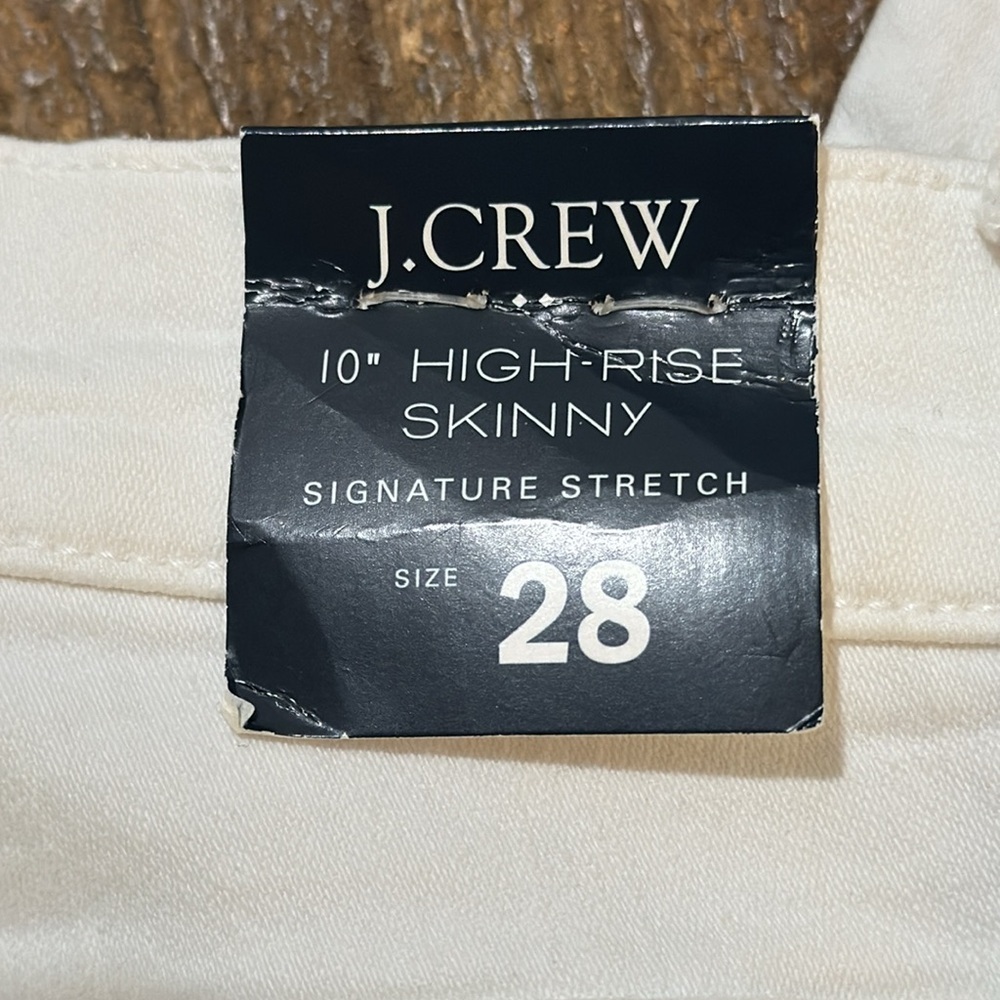 J.CREW
10" HIGH-RISE
SKINNY
SIGNATURE STRETCH
SIZE 28